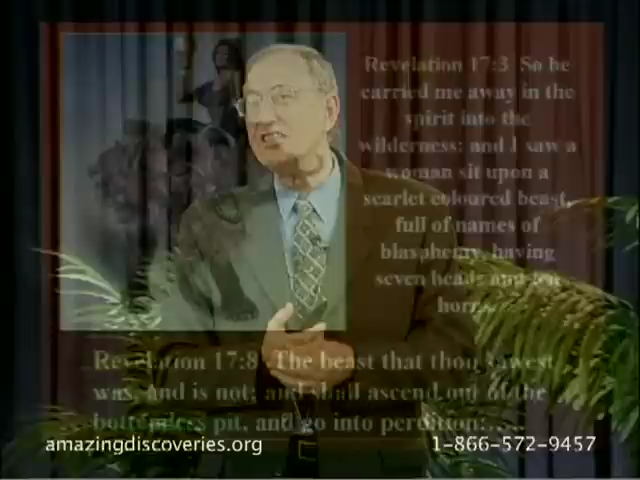 Revelation 17:3 So he
carried me away in the
spirit into the
wilderness: and I saw a
woman sit upon a
scarlet coloured beast,
full of names of
blasphemy, having
seven heads and ten
horns.
Revelation 17:8 The beast that thou sawest
was, and is not; and shall ascend out of the
bottomless pit, and go into perdition:....
amazingdiscoveries.org
1-866-572-9457